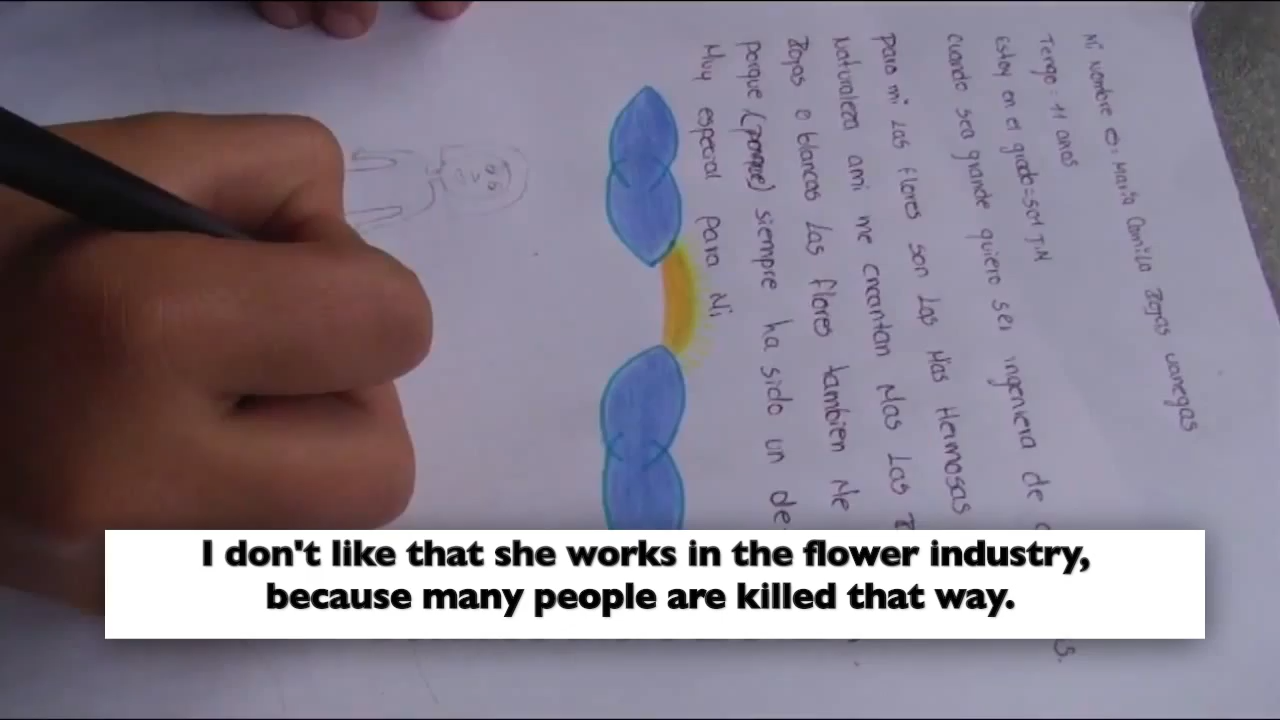 Mi nombre es: María Camila Rojas vanegas
Tengo = 11 años
Estoy en el grado = 501 J.M
cuando sea grande quiero ser ingeniera de
para mi Las flores son Las Mas Hermosas
Naturaleza ami me encantan Mas Las
Rojas o blancas Las flores tambien Me
porque (porque) siempre ha sido un de
Muy especial para Mi
I don't like that she works in the flower industry,
because many people are killed that way.